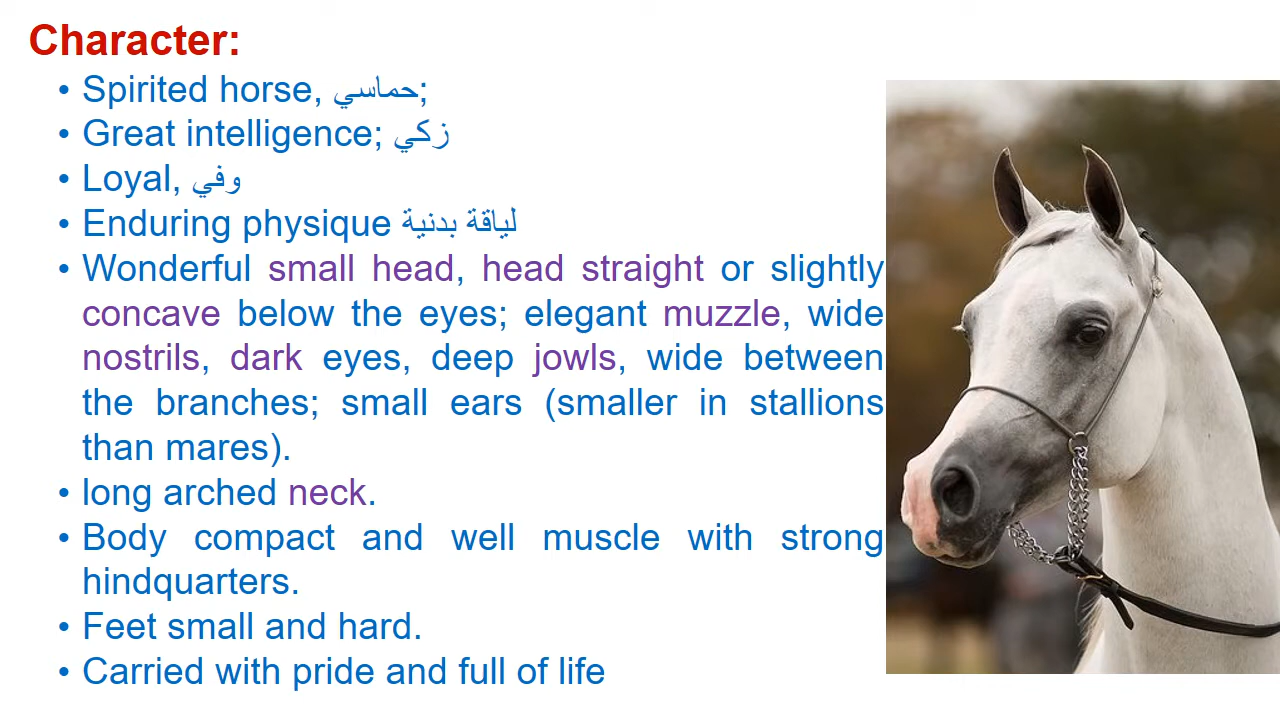 Character:
• Spirited horse, حماسي;
• Great intelligence; زكي
• Loyal, وفي
• Enduring physique لياقة بدنية
• Wonderful small head, head straight or slightly
concave below the eyes; elegant muzzle, wide
nostrils, dark eyes, deep jowls, wide between
the branches; small ears (smaller in stallions
than mares).
• long arched neck.
• Body compact and well muscle with strong
hindquarters.
• Feet small and hard.
• Carried with pride and full of life